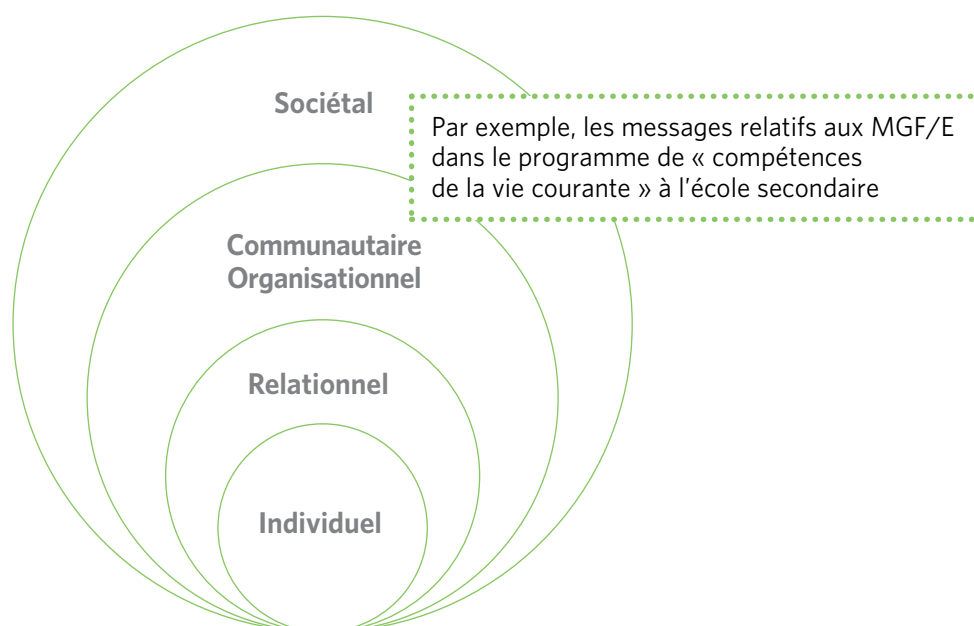 Sociétal
Par exemple, les messages relatifs aux MGF/E
dans le programme de « compétences
de la vie courante » à l'école secondaire
Communautaire
Organisationnel
Relationnel
Individuel